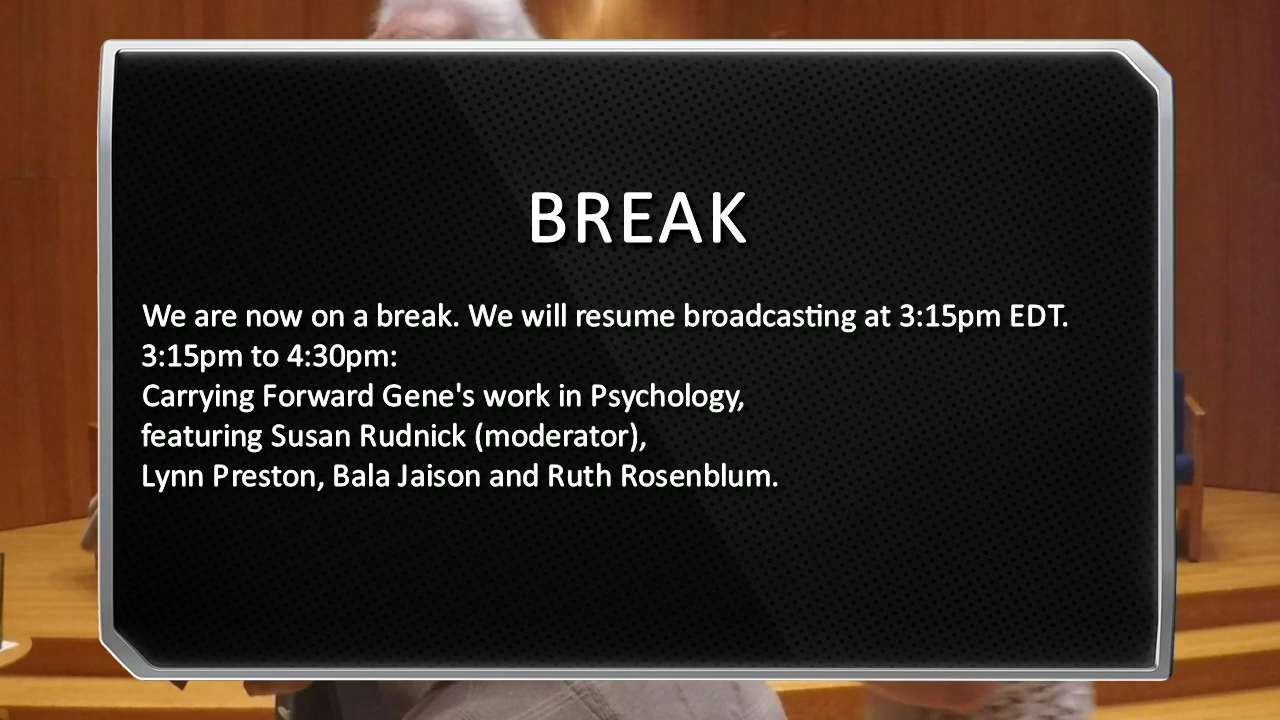 BREAK
We are now on a break. We will resume broadcasting at 3:15pm EDT.
3:15pm to 4:30pm:
Carrying Forward Gene's work in Psychology,
featuring Susan Rudnick (moderator),
Lynn Preston, Bala Jaison and Ruth Rosenblum.